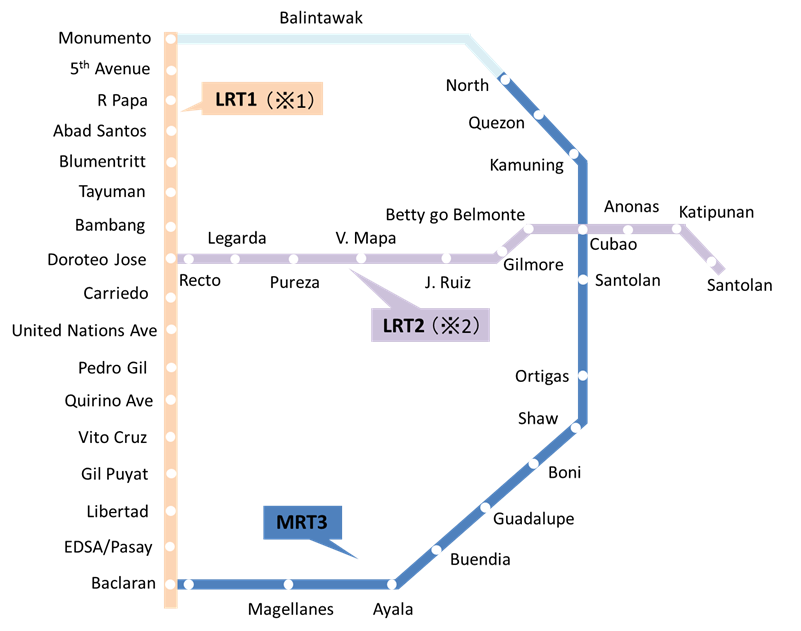 Balintawak
Monumento
5th Avenue
North
R Papa
LRT1（※1）
Quezon
Abad Santos
Blumentritt
Kamuning
Tayuman
Betty go Belmonte
Anonas
Katipunan
Bambang
Legarda
V. Mapa
Cubao
Doroteo Jose
Gilmore
Recto
Pureza
J. Ruiz
Santolan
Santolan
Carriedo
United Nations Ave
LRT2（※2）
Pedro Gil
Ortigas
Quirino Ave
Shaw
Vito Cruz
Gil Puyat
Boni
Libertad
MRT3
Guadalupe
EDSA/Pasay
Buendia
Baclaran
Magellanes
Ayala